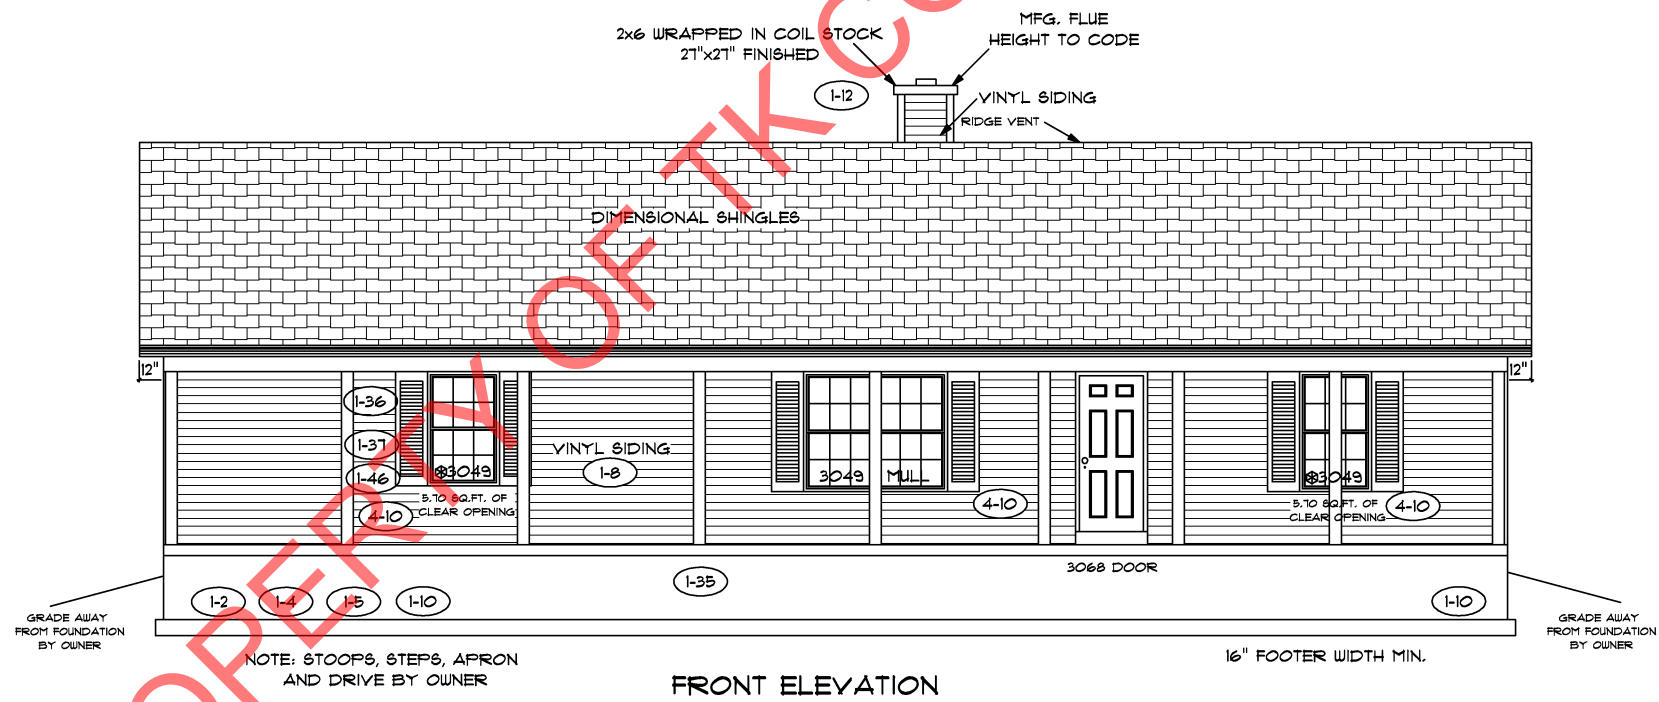 2x6 WRAPPED IN COIL STOCK
27"x27" FINISHED
MFG. FLUE
HEIGHT TO CODE
1-12
VINYL SIDING
RIDGE VENT
DIMENSIONAL SHINGLES
12"
12"
1-36
1-37
1-46
4-10
⊛3049
5.70 SQ.FT. OF
CLEAR OPENING
VINYL SIDING
1-8
3049 MULL
4-10
⊛3049
5.70 SQ.FT. OF
CLEAR OPENING
4-10
3068 DOOR
1-35
1-2 1-4 1-5 1-10
1-10
GRADE AWAY
FROM FOUNDATION
BY OWNER
GRADE AWAY
FROM FOUNDATION
BY OWNER
NOTE: STOOPS, STEPS, APRON
AND DRIVE BY OWNER
16" FOOTER WIDTH MIN.
FRONT ELEVATION
OPERTY OF TK CO